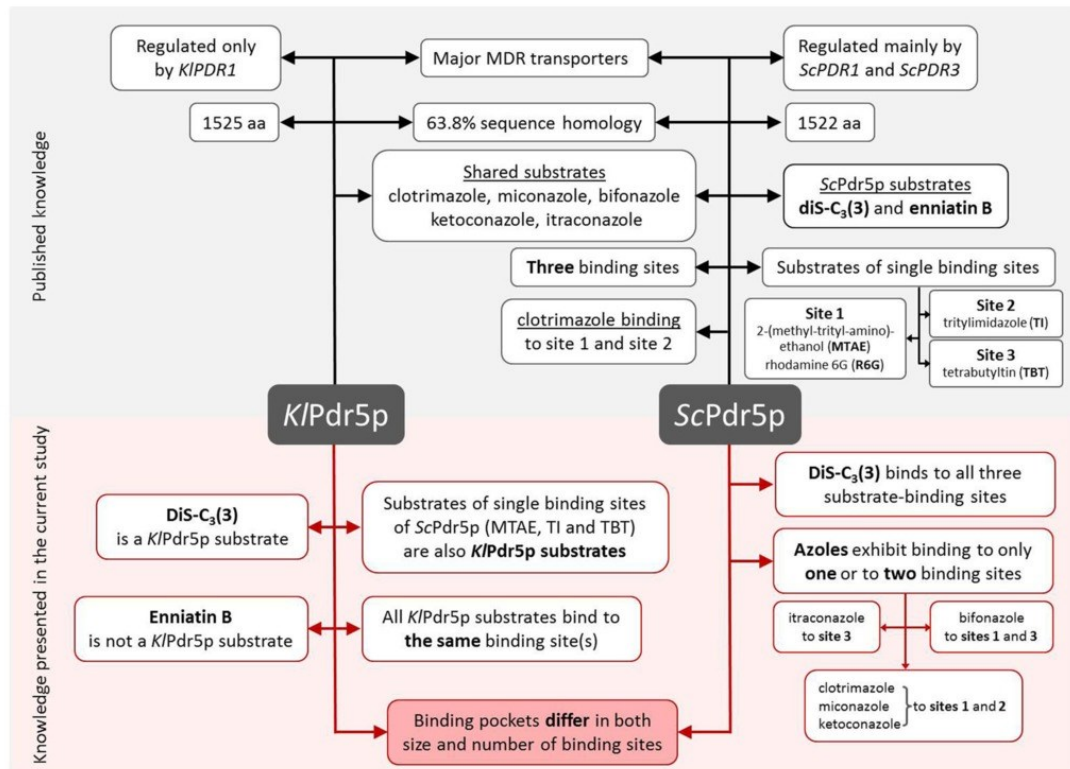 Published knowledge
Regulated only
by KlPDR1
Major MDR transporters
Regulated mainly by
ScPDR1 and ScPDR3
1525 aa
63.8% sequence homology
1522 aa
Shared substrates
clotrimazole, miconazole, bifonazole
ketoconazole, itraconazole
ScPdr5p substrates
diS-C₃(3) and enniatin B
Three binding sites
Substrates of single binding sites
clotrimazole binding
to site 1 and site 2
Site 1
2-(methyl-trityl-amino)-
ethanol (MTAE)
rhodamine 6G (R6G)
Site 2
tritylimidazole (TI)
Site 3
tetrabutyltin (TBT)
KlPdr5p
ScPdr5p
Knowledge presented in the current study
DiS-C₃(3)
is a KlPdr5p substrate
Substrates of single binding sites
of ScPdr5p (MTAE, TI and TBT)
are also KlPdr5p substrates
DiS-C₃(3) binds to all three
substrate-binding sites
Azoles exhibit binding to only
one or to two binding sites
Enniatin B
is not a KlPdr5p substrate
All KlPdr5p substrates bind to
the same binding site(s)
itraconazole
to site 3
bifonazole
to sites 1 and 3
clotrimazole
miconazole
ketoconazole
to sites 1 and 2
Binding pockets differ in both
size and number of binding sites